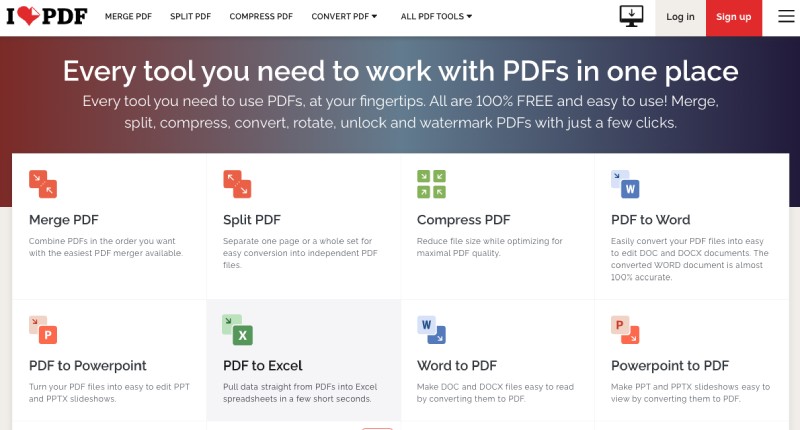 I PDF
MERGE PDF SPLIT PDF COMPRESS PDF CONVERT PDF ALL PDF TOOLS Log in Sign up
Every tool you need to work with PDFs in one place
Every tool you need to use PDFs, at your fingertips. All are 100% FREE and easy to use! Merge,
split, compress, convert, rotate, unlock and watermark PDFs with just a few clicks.
Merge PDF
Combine PDFs in the order you want
with the easiest PDF merger available.
Split PDF
Separate one page or a whole set for
easy conversion into independent PDF
files.
Compress PDF
Reduce file size while optimizing for
maximal PDF quality.
W
PDF to Word
Easily convert your PDF files into easy
to edit DOC and DOCX documents. The
converted WORD document is almost
100% accurate.
P
PDF to Powerpoint
Turn your PDF files into easy to edit PPT
and PPTX slideshows.
X
PDF to Excel
Pull data straight from PDFs into Excel
spreadsheets in a few short seconds.
W
Word to PDF
Make DOC and DOCX files easy to read
by converting them to PDF.
P
Powerpoint to PDF
Make PPT and PPTX slideshows easy to
view by converting them to PDF.